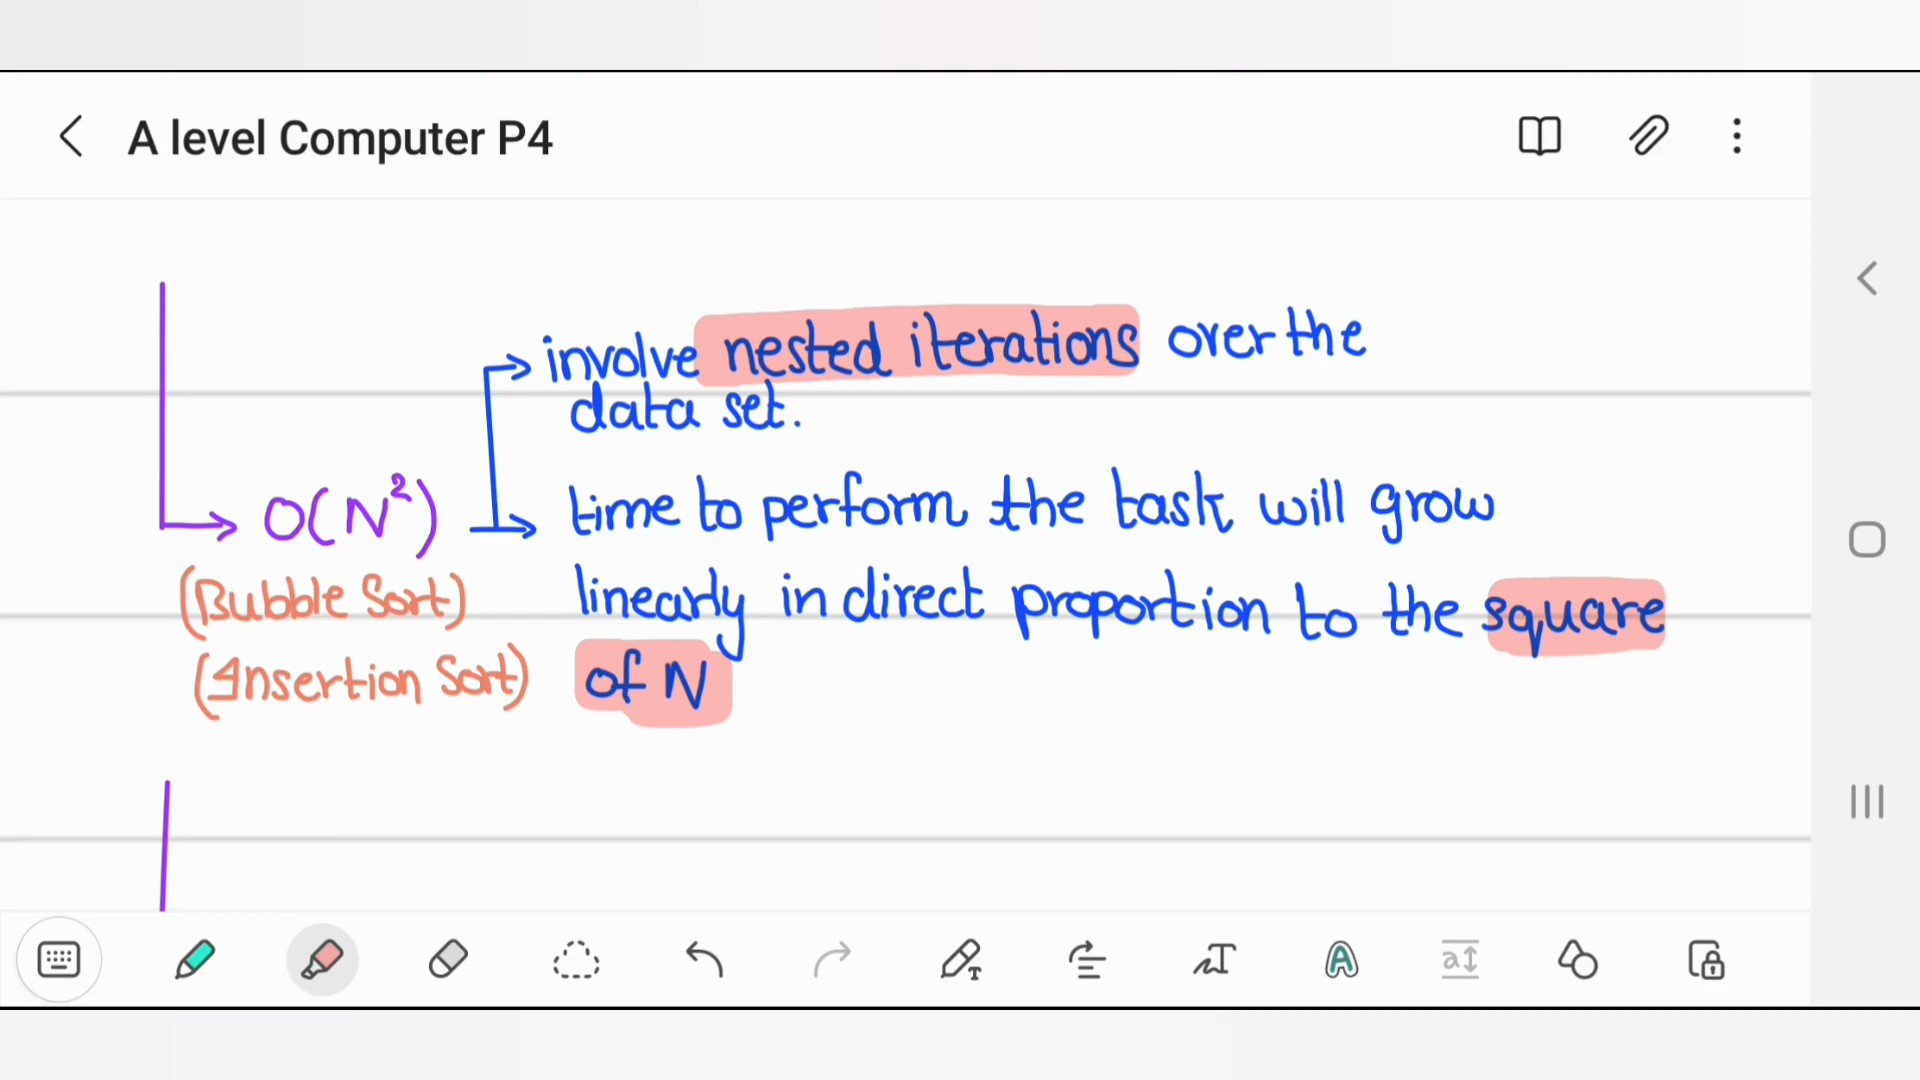 A level Computer P4
involve nested iterations over the
data set.
O(N²)
time to perform the task will grow
(Bubble Sort)
linearly in direct proportion to the square
(Insertion Sort)
of N